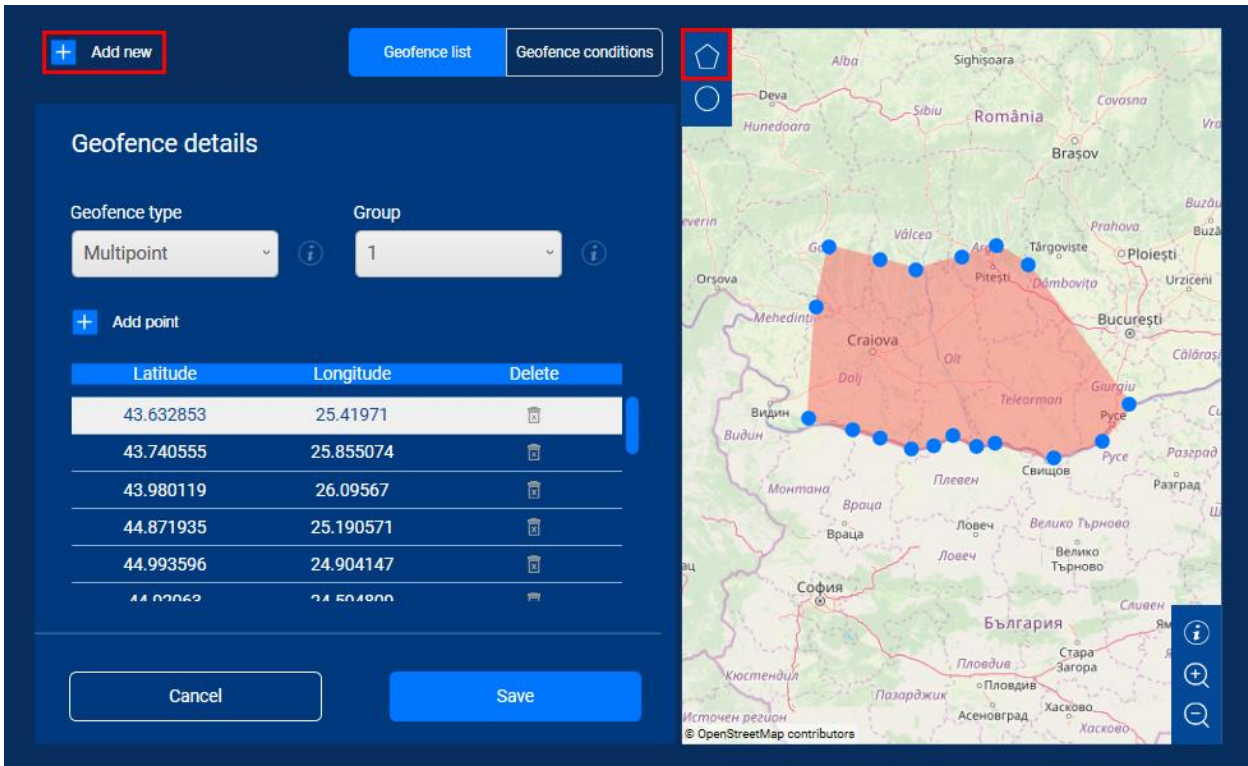 Add new
Geofence list
Geofence conditions
Geofence details
Geofence type
Group
Multipoint
1
Add point
Latitude Longitude Delete
43.632853 25.41971
43.740555 25.855074
43.980119 26.09567
44.871935 25.190571
44.993596 24.904147
Cancel
Save
Alba
Sighișoara
Deva
Sibiu
România
Covasna
Hunedoara
Vra
Brașov
Buzău
everin
Vâlcea
Prahova
Buză
Târgoviște
Ploiești
Orșova
Pitești
Dâmbovița
Urziceni
Mehedinți
București
Craiova
Olt
Călărași
Dolj
Giurgiu
Teleorman
Видин
Русе
Видин
Плевен
Свищов
Русе
Разград
Монтана
Разград
Враца
Враца
Ловеч
Велико Търново
Ловеч
Велико
Търново
София
Сливен
България
Ям
Стара
Загора
Пловдив
Кюстендил
Пловдив
Пазарджик
Хасково
Асеновград
Източен регион
Хасково
© OpenStreetMap contributors